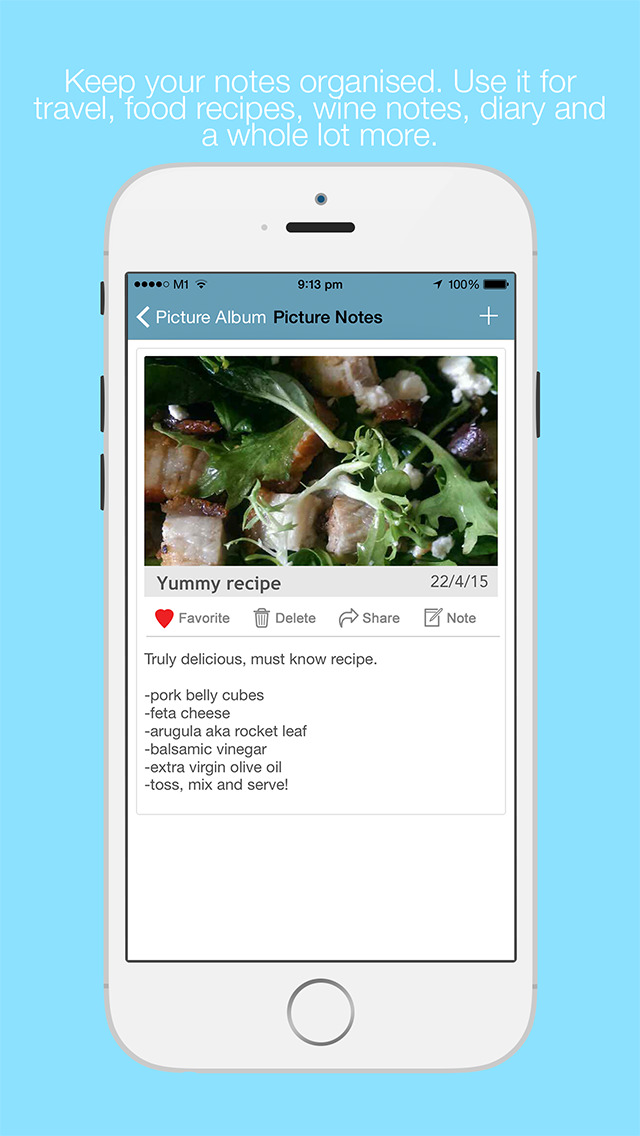 Keep your notes organised. Use it for
travel, food recipes, wine notes, diary and
a whole lot more.
M1 9:13 pm 100%
Picture Album Picture Notes
Yummy recipe 22/4/15
Favorite Delete Share Note
Truly delicious, must know recipe.
-pork belly cubes
-feta cheese
-arugula aka rocket leaf
-balsamic vinegar
-extra virgin olive oil
-toss, mix and serve!